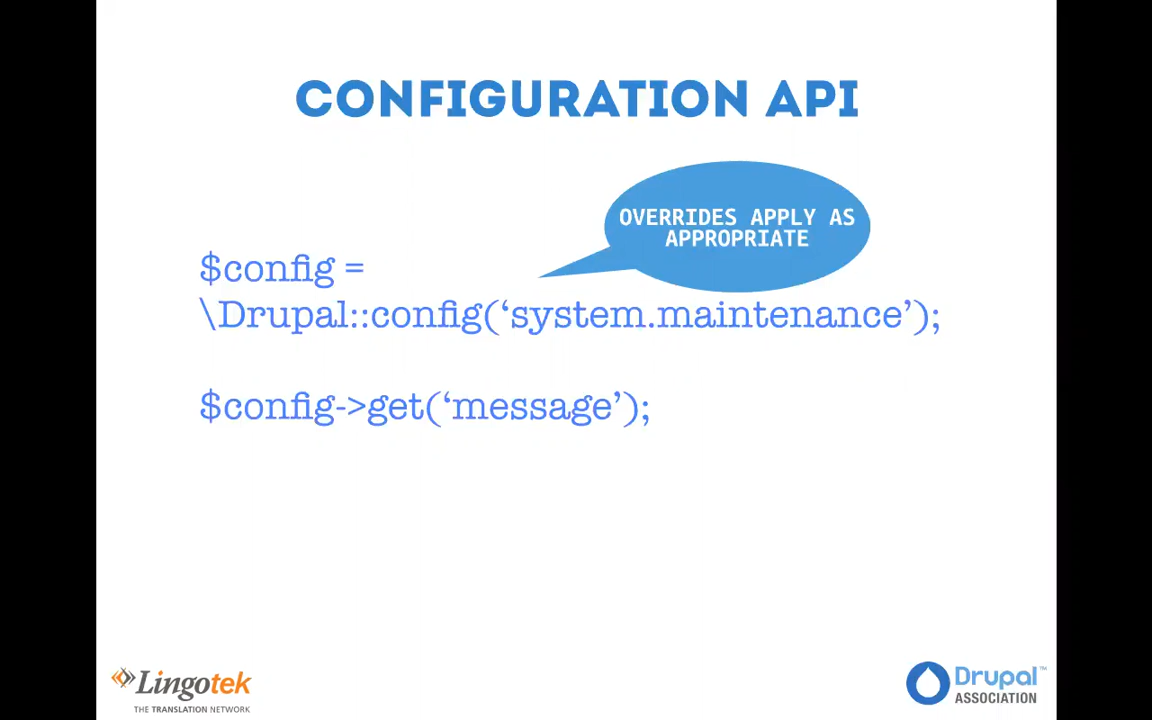 CONFIGURATION API
OVERRIDES APPLY AS
APPROPRIATE
$config =
\Drupal::config(‘system.maintenance’);
$config->get(‘message’);
Lingotek
THE TRANSLATION NETWORK
Drupal™
ASSOCIATION